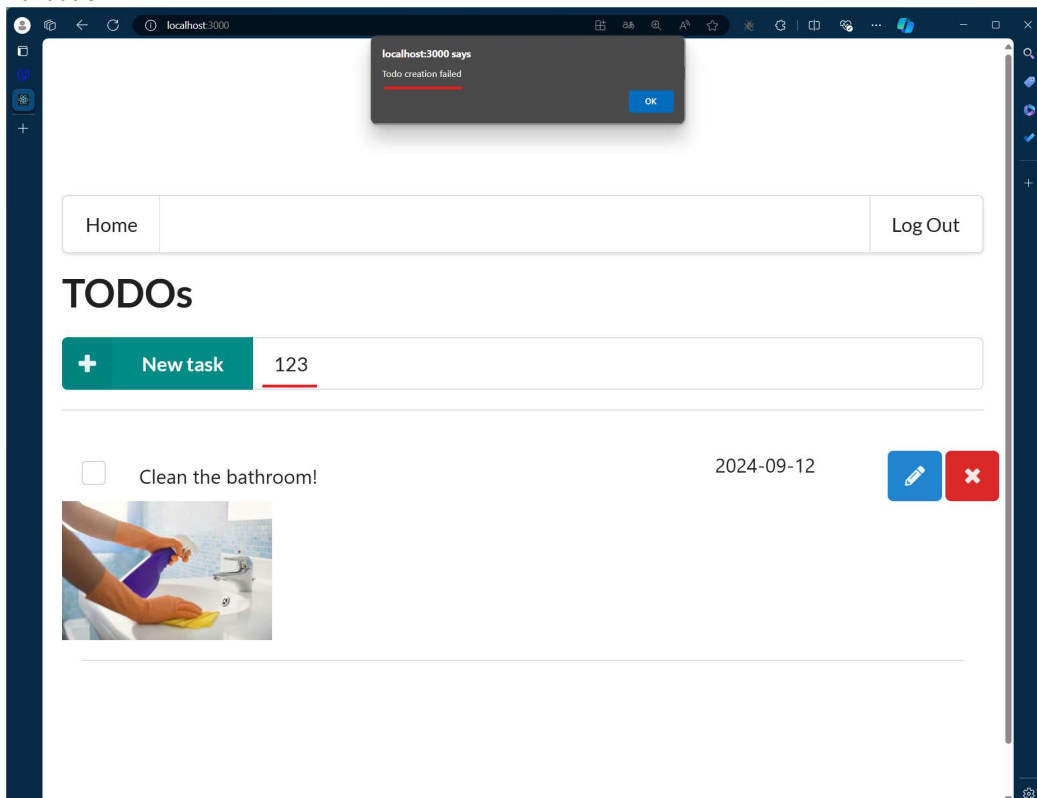 localhost:3000
localhost:3000 says
Todo creation failed
OK
Home
Log Out
TODOs
New task
123
Clean the bathroom!
2024-09-12